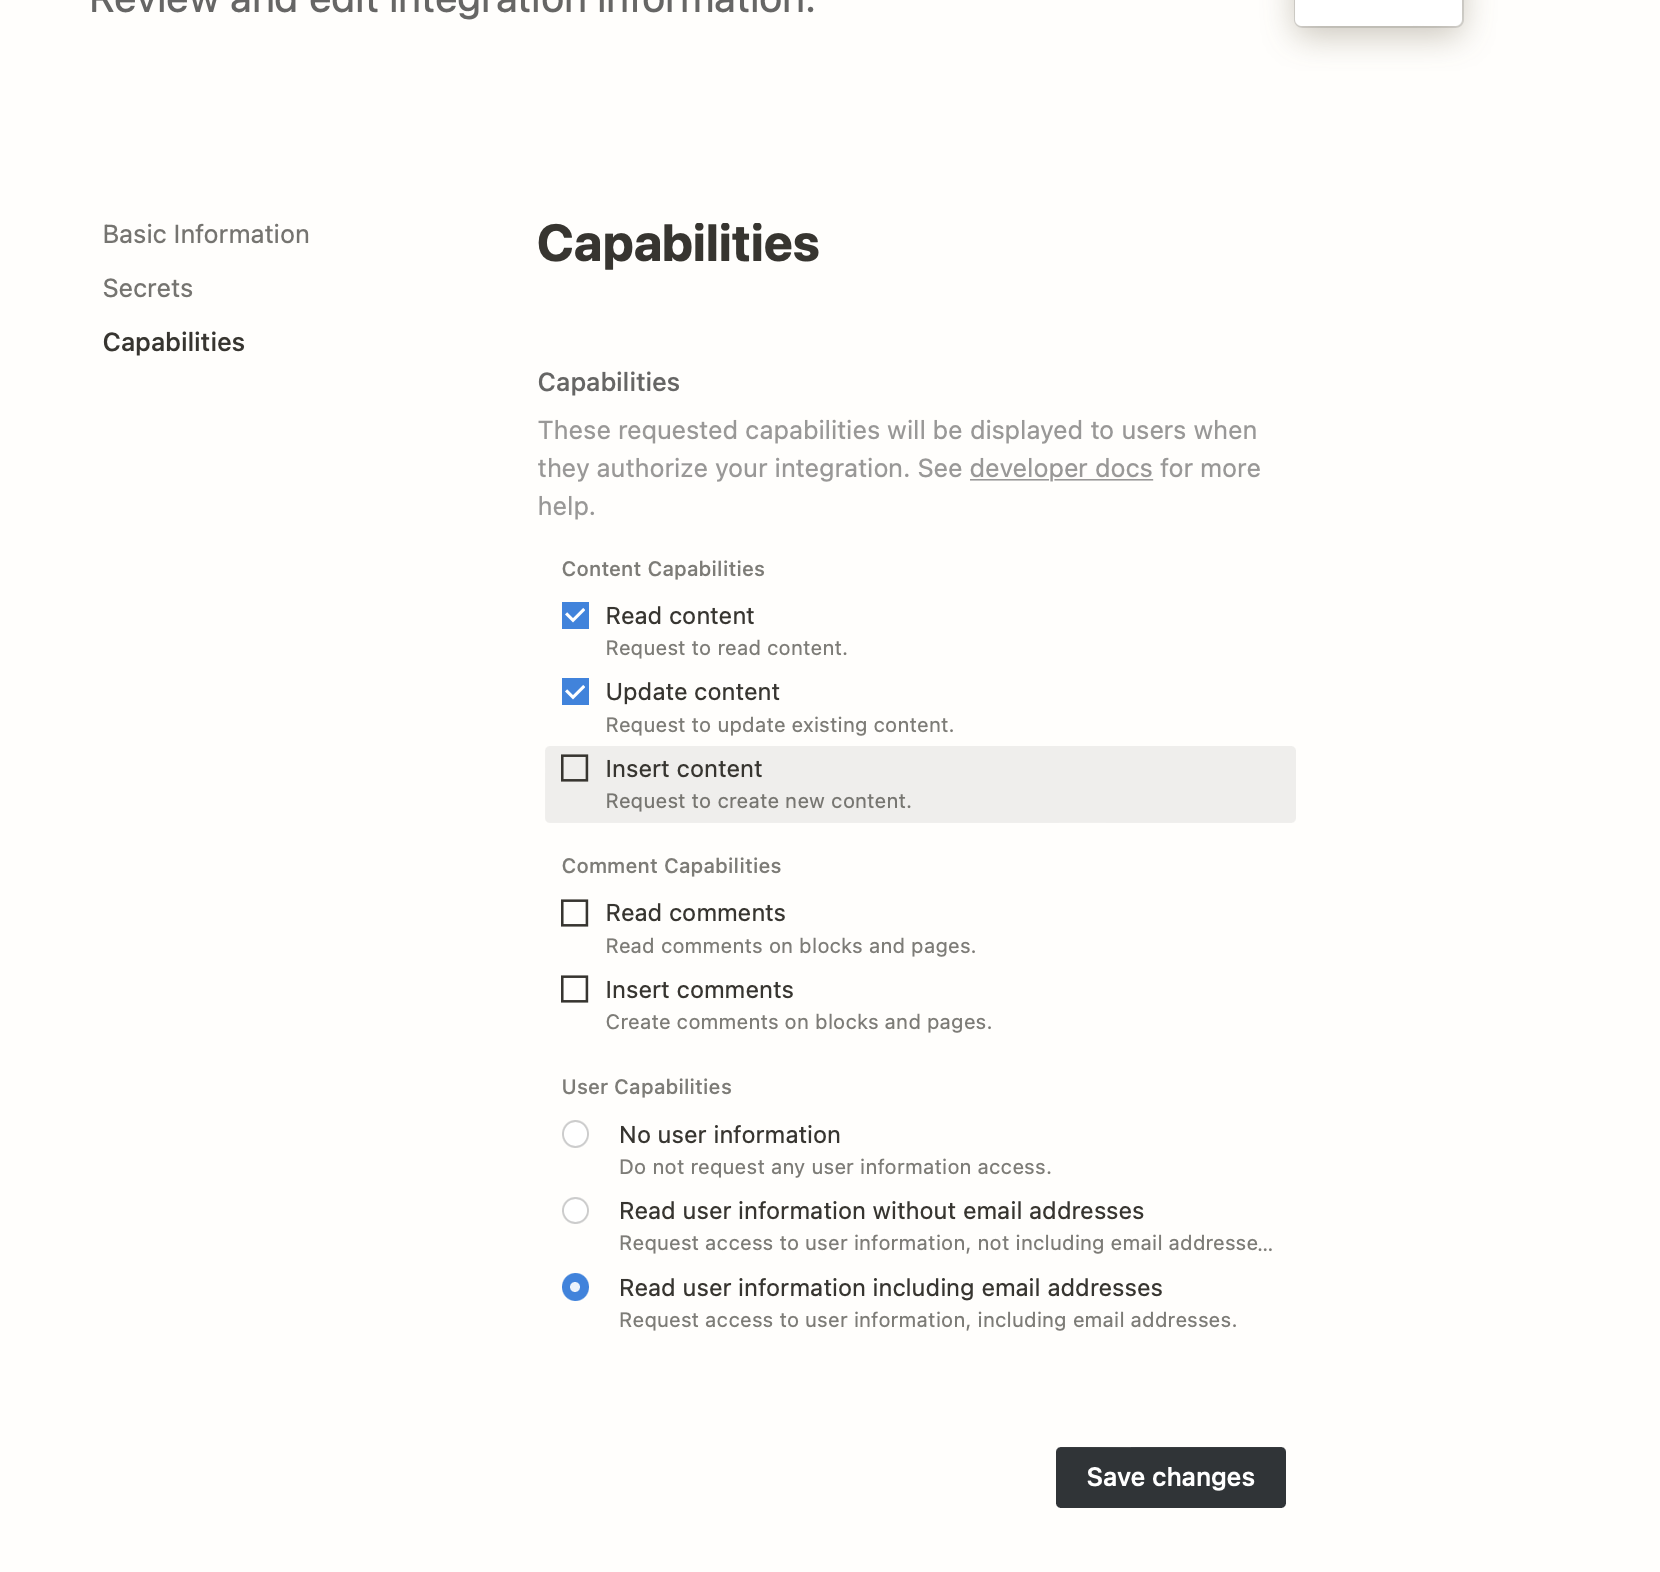 Review and edit integration information.
Basic Information
Secrets
Capabilities
Capabilities
Capabilities
These requested capabilities will be displayed to users when
they authorize your integration. See developer docs for more
help.
Content Capabilities
Read content
Request to read content.
Update content
Request to update existing content.
Insert content
Request to create new content.
Comment Capabilities
Read comments
Read comments on blocks and pages.
Insert comments
Create comments on blocks and pages.
User Capabilities
No user information
Do not request any user information access.
Read user information without email addresses
Request access to user information, not including email addresse...
Read user information including email addresses
Request access to user information, including email addresses.
Save changes